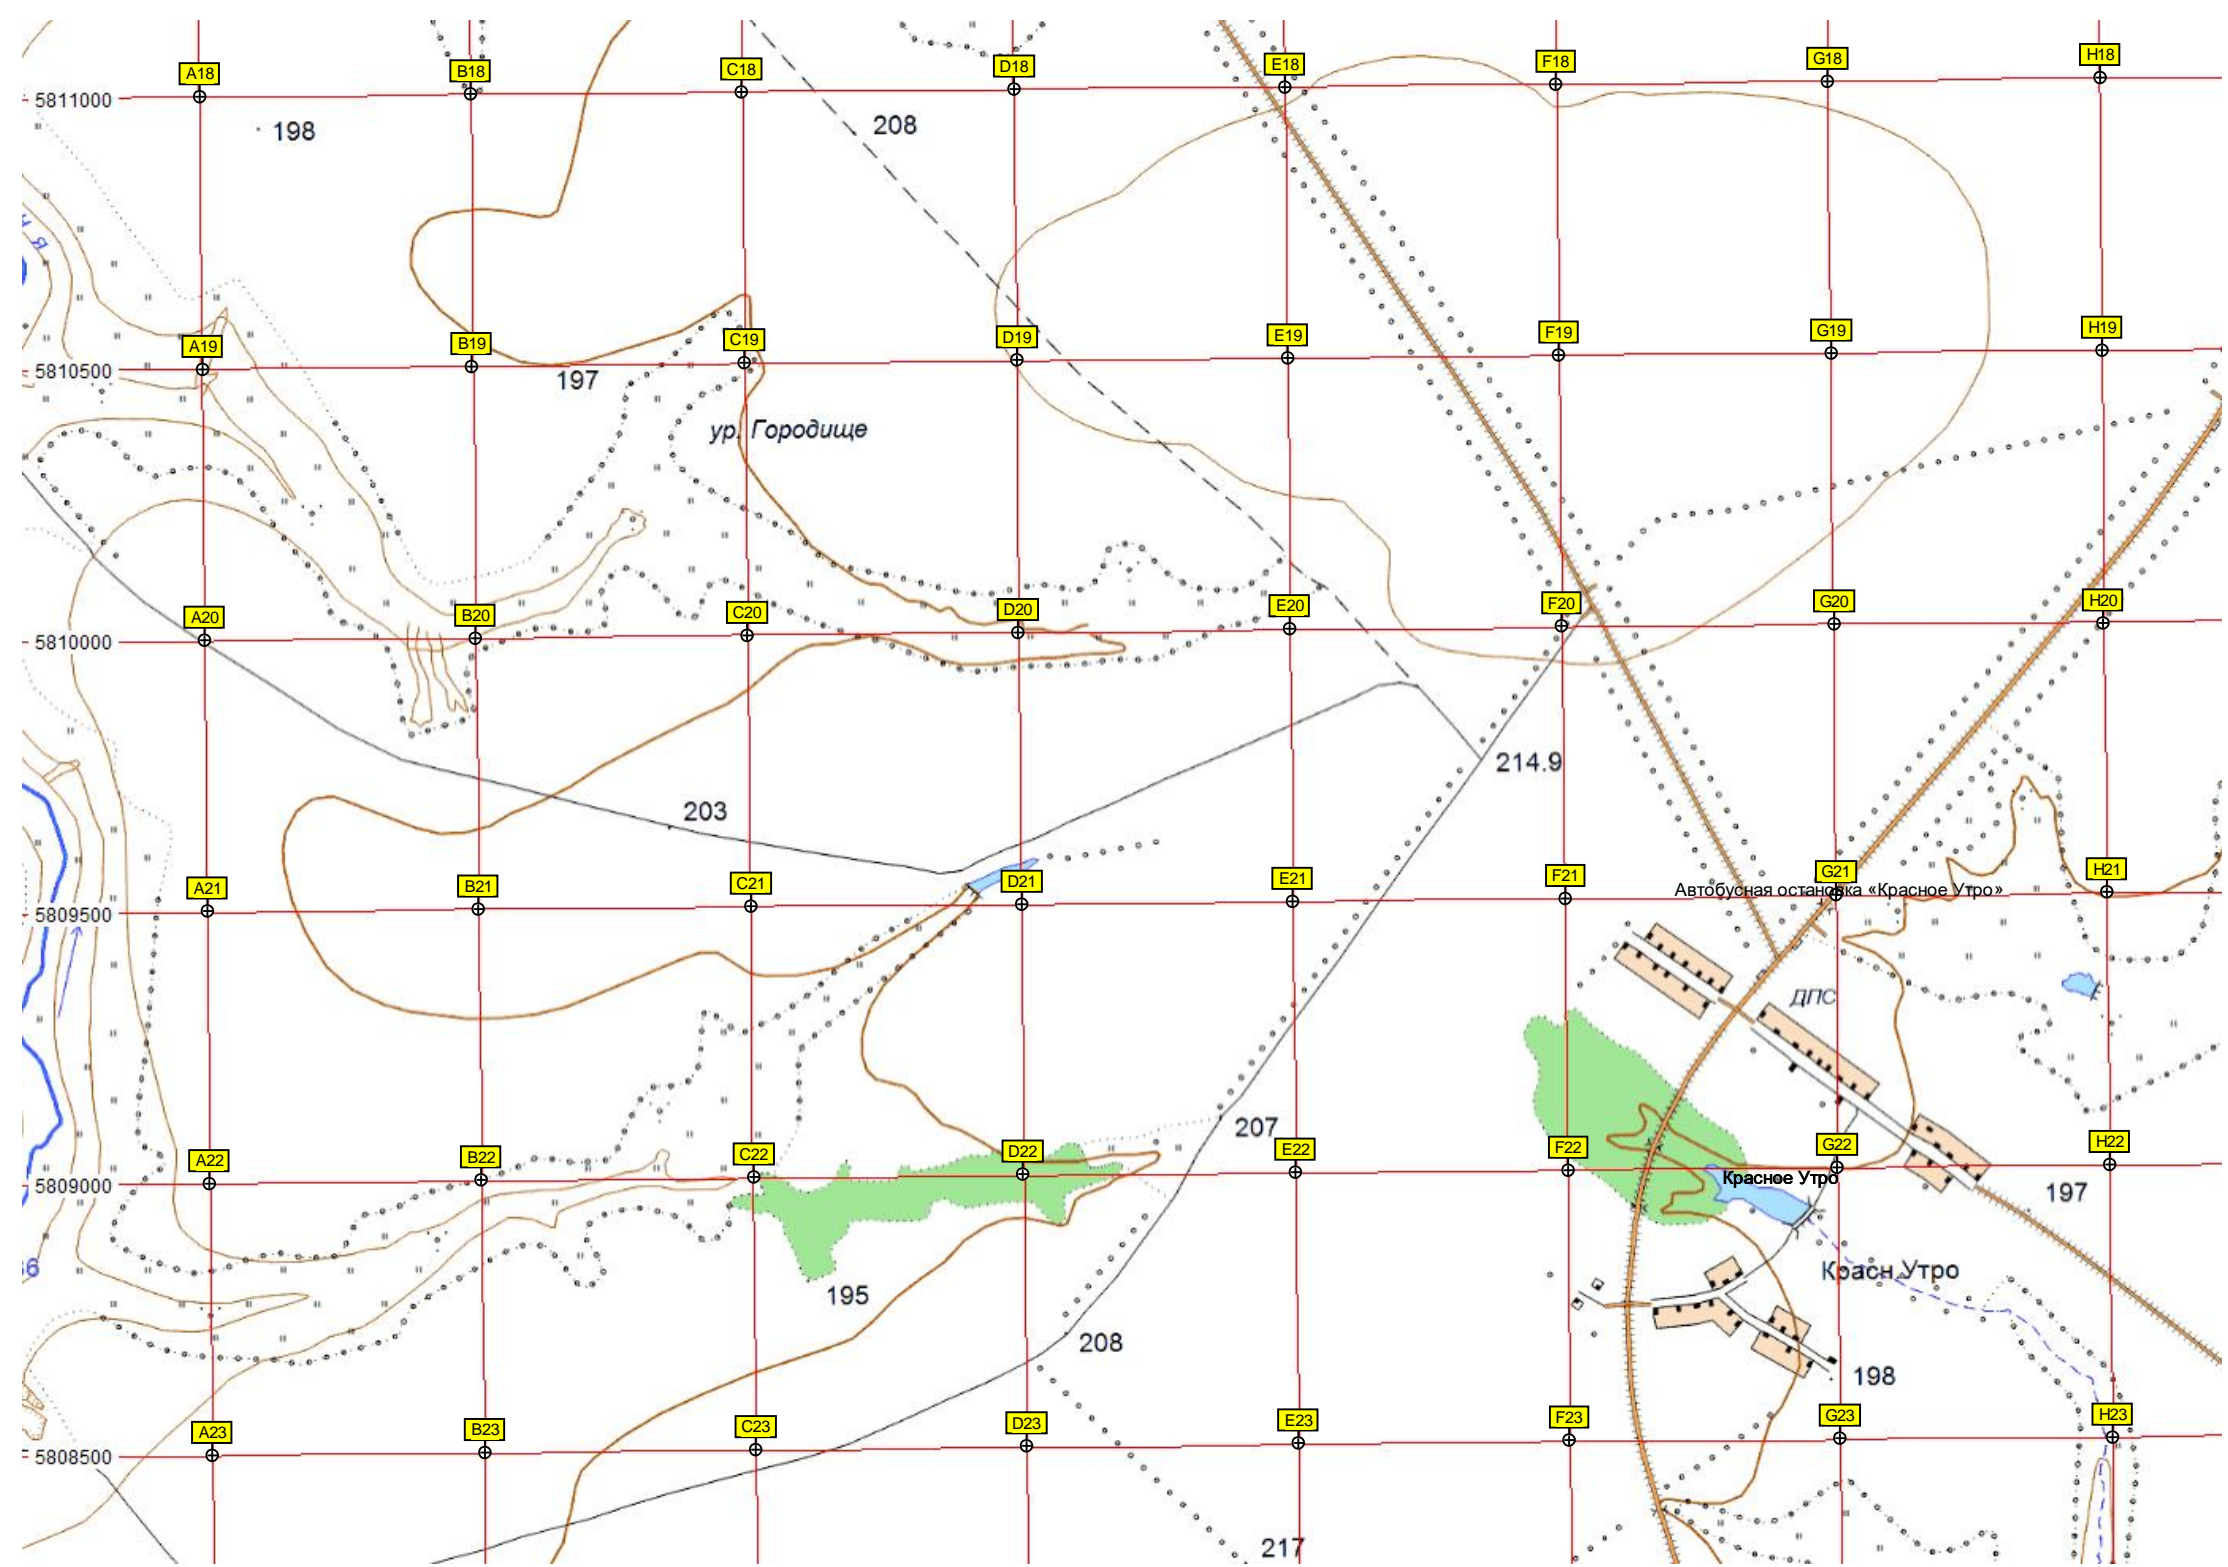 A18 B18 C18 D18 E18 F18 G18 H18
5811000
198
208
я
A19 B19 C19 D19 E19 F19 G19 H19
5810500
197
ур. Городище
A20 B20 C20 D20 E20 F20 G20 H20
5810000
214.9
203
A21 B21 C21 D21 E21 F21 G21 H21
Автобусная остановка «Красное Утро»
5809500
ДПС
207
A22 B22 C22 D22 E22 F22 G22 H22
5809000
Красное Утро
197
Красн.Утро
195
208
198
A23 B23 C23 D23 E23 F23 G23 H23
5808500
217